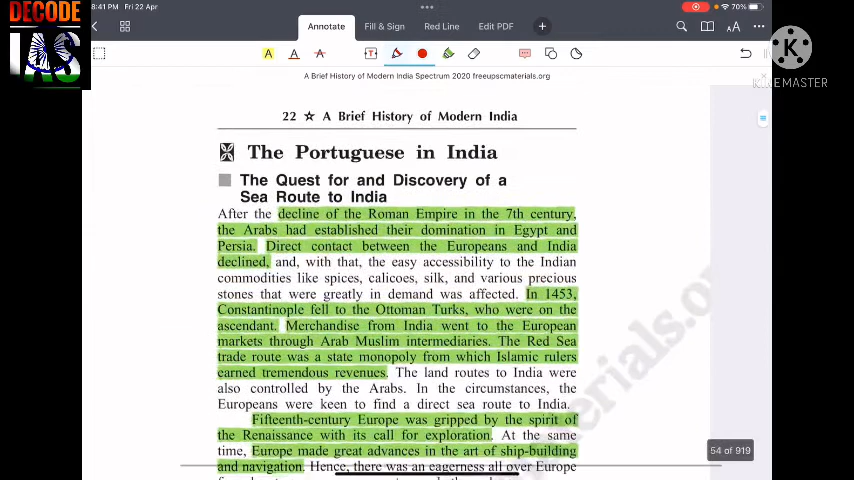 DECODE
IAS
8:41 PM Fri 22 Apr
70%
Annotate
Fill & Sign
Red Line
Edit PDF
A Brief History of Modern India Spectrum 2020 freeupscmaterials.org
K
KINEMASTER
22 ☆ A Brief History of Modern India
The Portuguese in India
The Quest for and Discovery of a
Sea Route to India
After the decline of the Roman Empire in the 7th century,
the Arabs had established their domination in Egypt and
Persia. Direct contact between the Europeans and India
declined, and, with that, the easy accessibility to the Indian
commodities like spices, calicoes, silk, and various precious
stones that were greatly in demand was affected. In 1453,
Constantinople fell to the Ottoman Turks, who were on the
ascendant. Merchandise from India went to the European
markets through Arab Muslim intermediaries. The Red Sea
trade route was a state monopoly from which Islamic rulers
earned tremendous revenues. The land routes to India were
also controlled by the Arabs. In the circumstances, the
Europeans were keen to find a direct sea route to India.
Fifteenth-century Europe was gripped by the spirit of
the Renaissance with its call for exploration. At the same
time, Europe made great advances in the art of ship-building
and navigation. Hence, there was an eagerness all over Europe
54 of 919